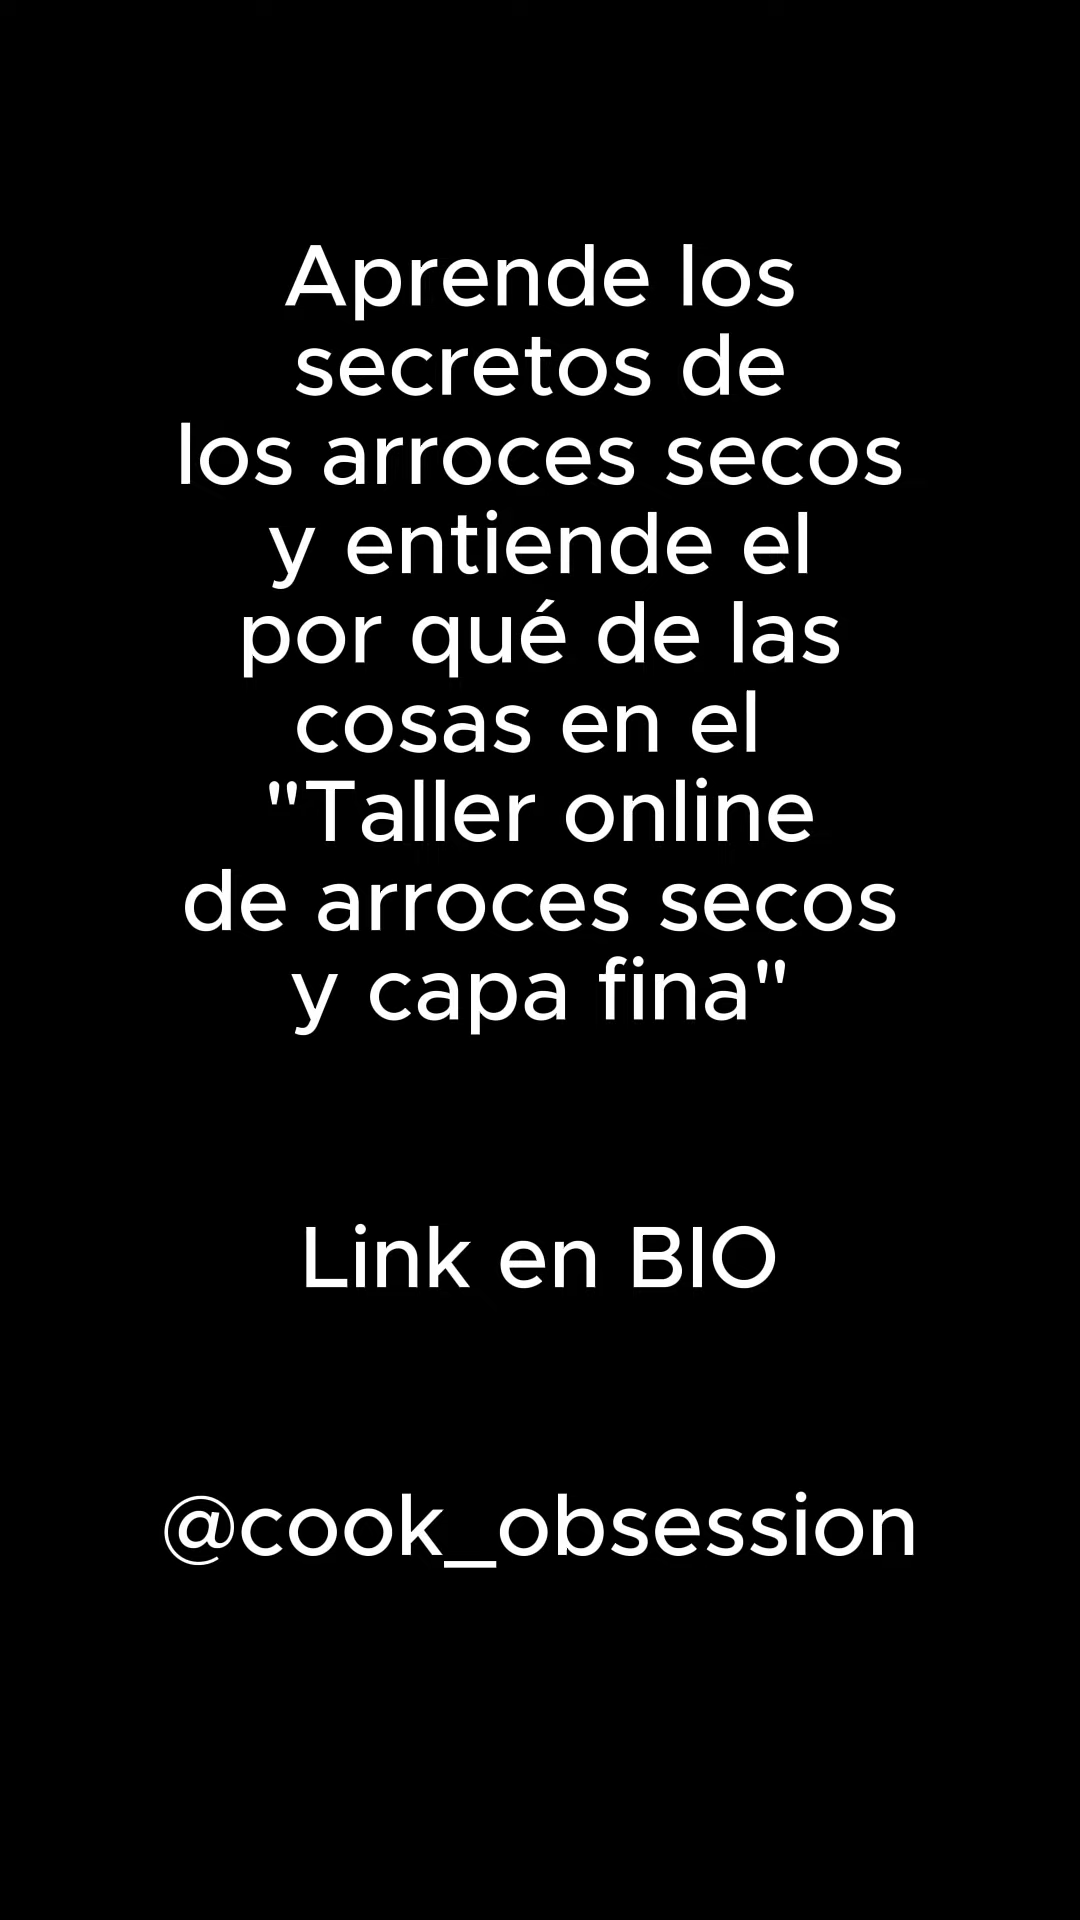 Aprende los
secretos de
los arroces secos
y entiende el
por qué de las
cosas en el
"Taller online
de arroces secos
y capa fina"
Link en BIO
@cook_obsession